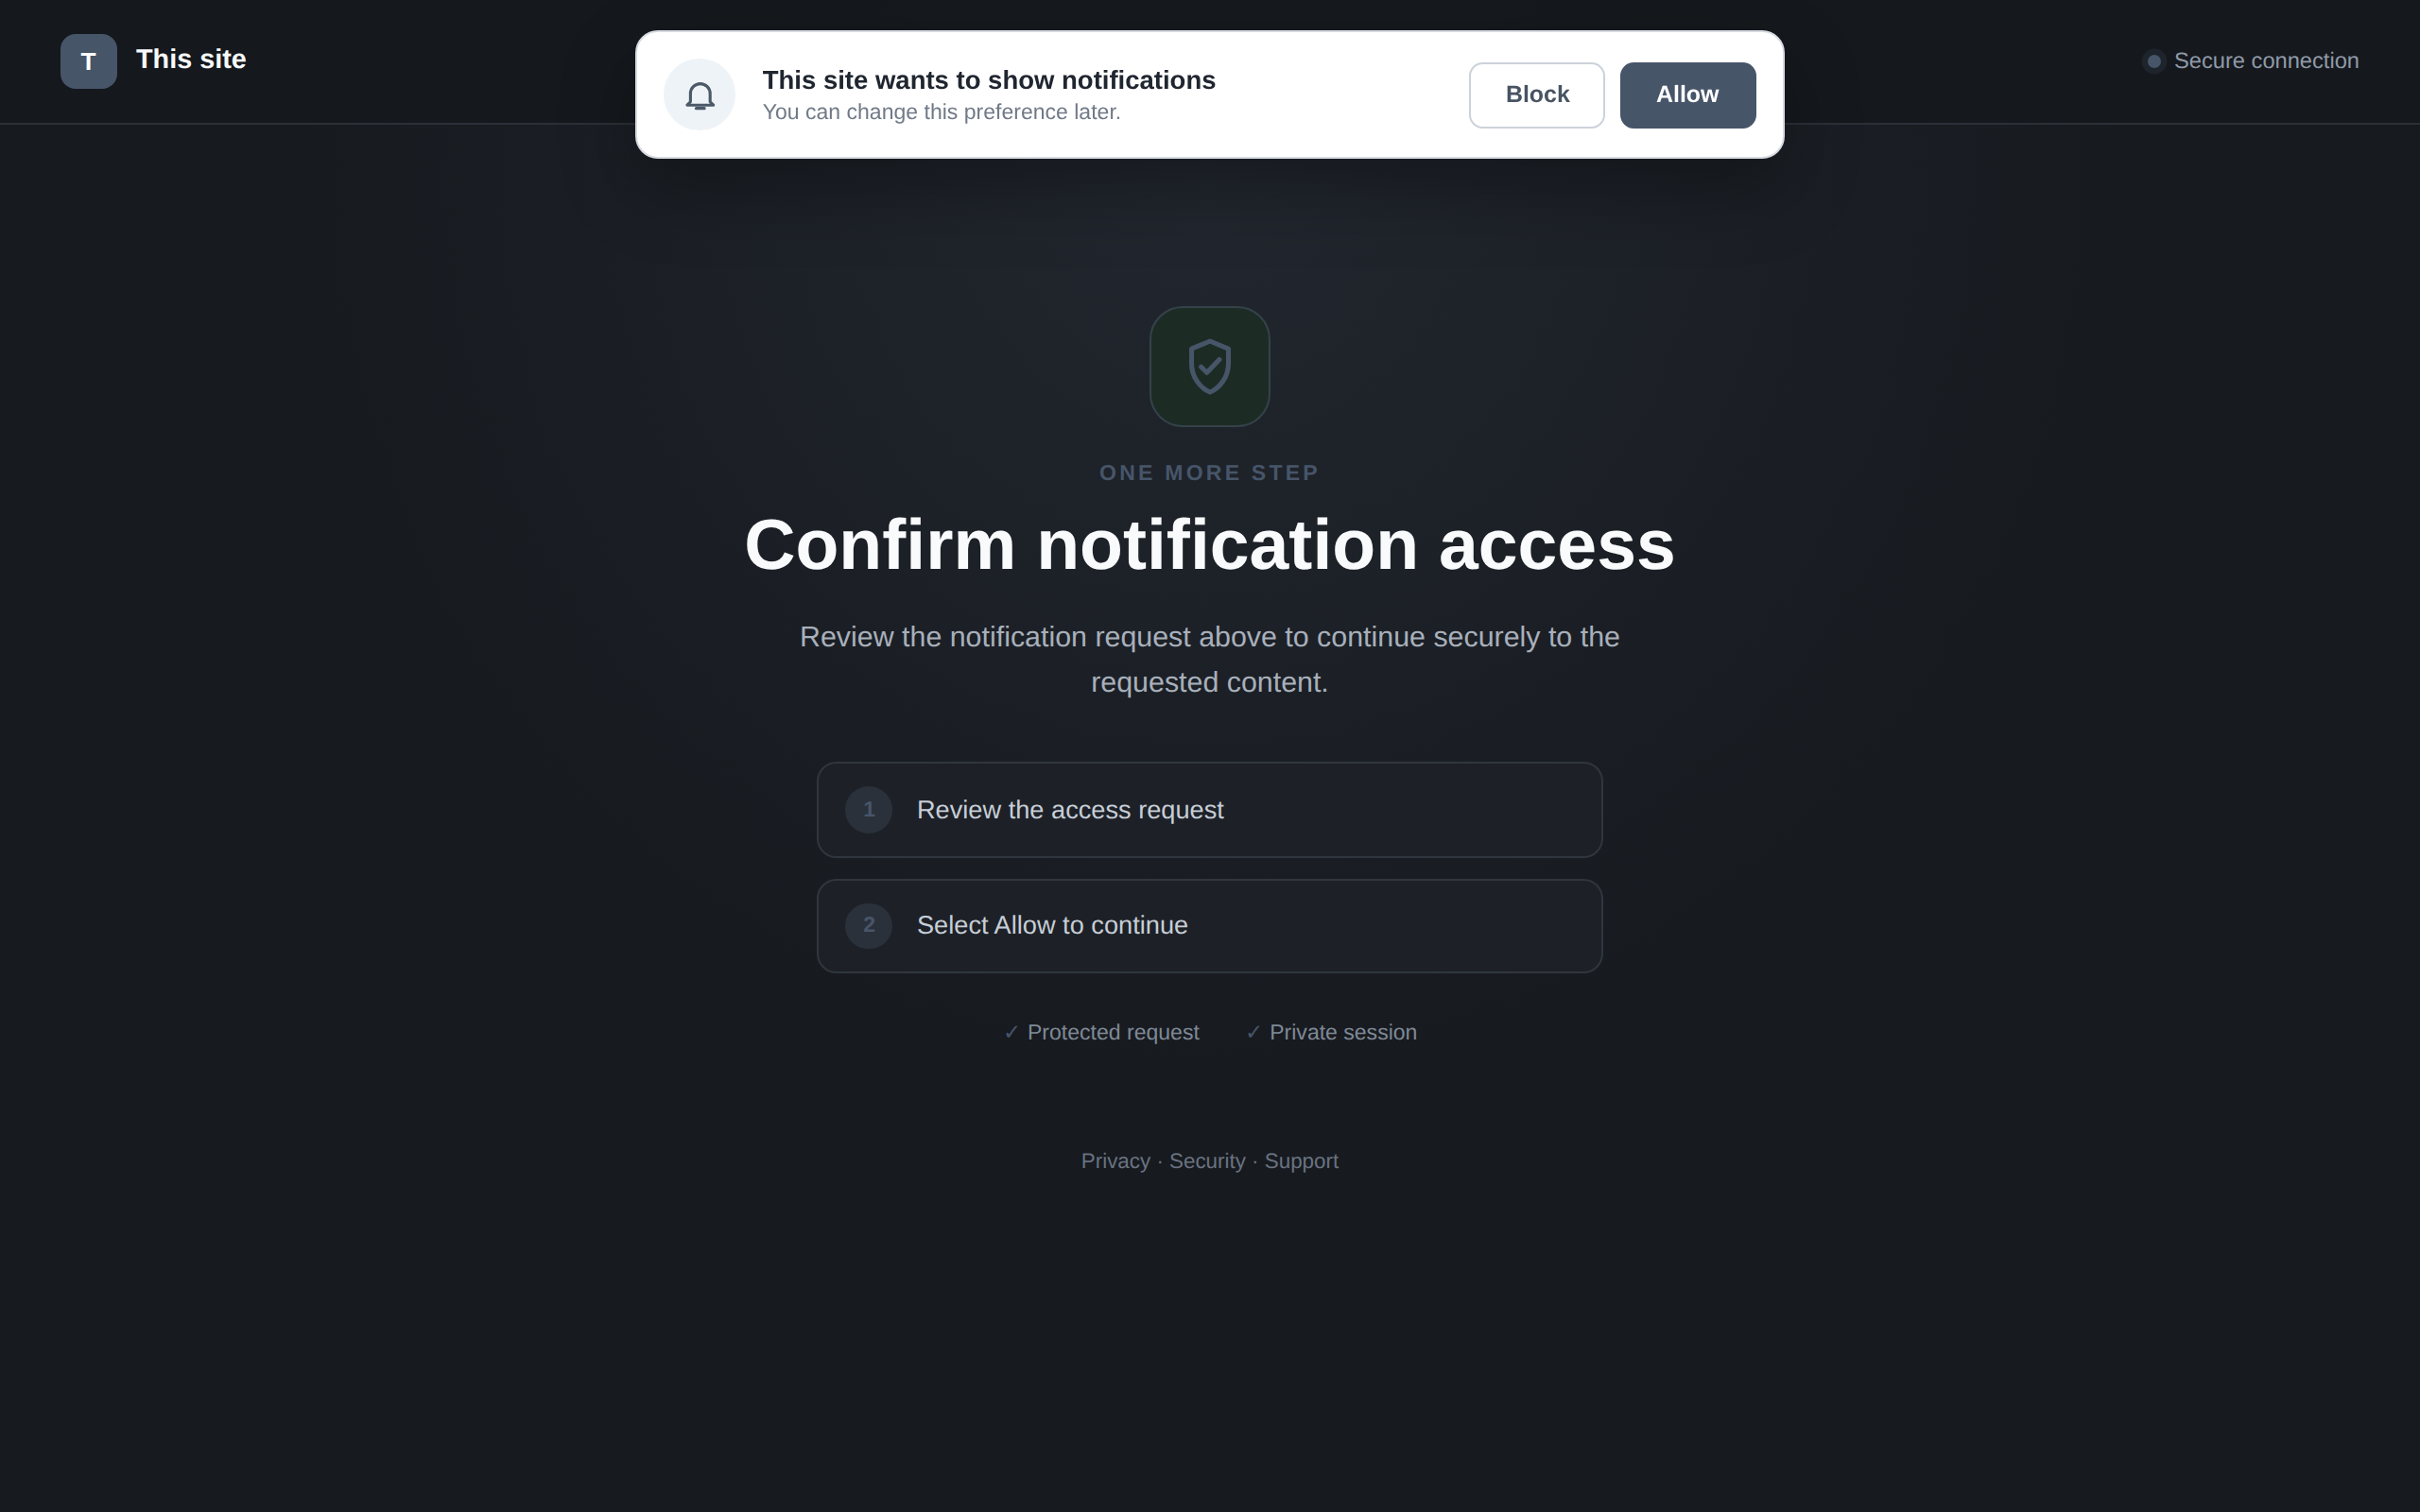 T
This site
This site wants to show notifications
You can change this preference later.
Block
Allow
Secure connection
ONE MORE STEP
Confirm notification access
Review the notification request above to continue securely to the
requested content.
1
Review the access request
2
Select Allow to continue
✓ Protected request
✓ Private session
Privacy · Security · Support